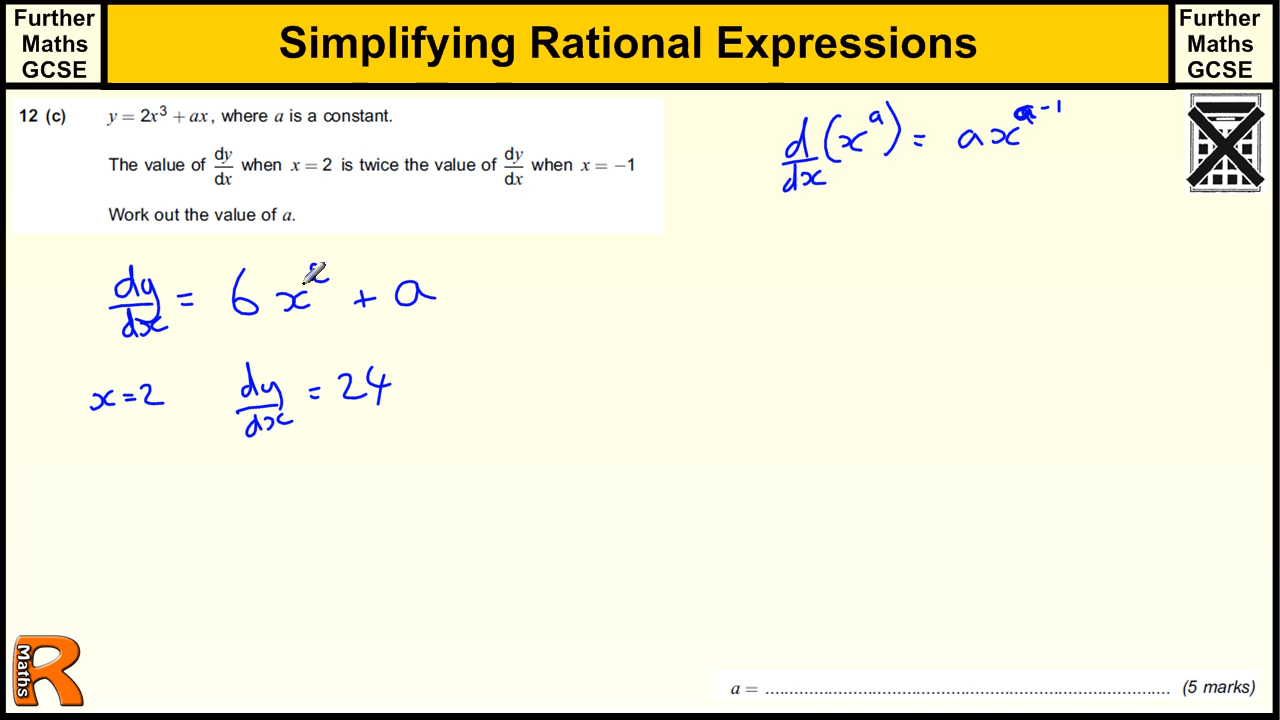 Further Maths GCSE
Simplifying Rational Expressions
Further Maths GCSE
12 (c) y = 2x³ + ax, where a is a constant.
The value of dy/dx when x = 2 is twice the value of dy/dx when x = −1
Work out the value of a.
d/dx (xᵃ) = axᵃ⁻¹
dy/dx = 6x² + a
x = 2 dy/dx = 24
R Maths
a = .................................................................................... (5 marks)